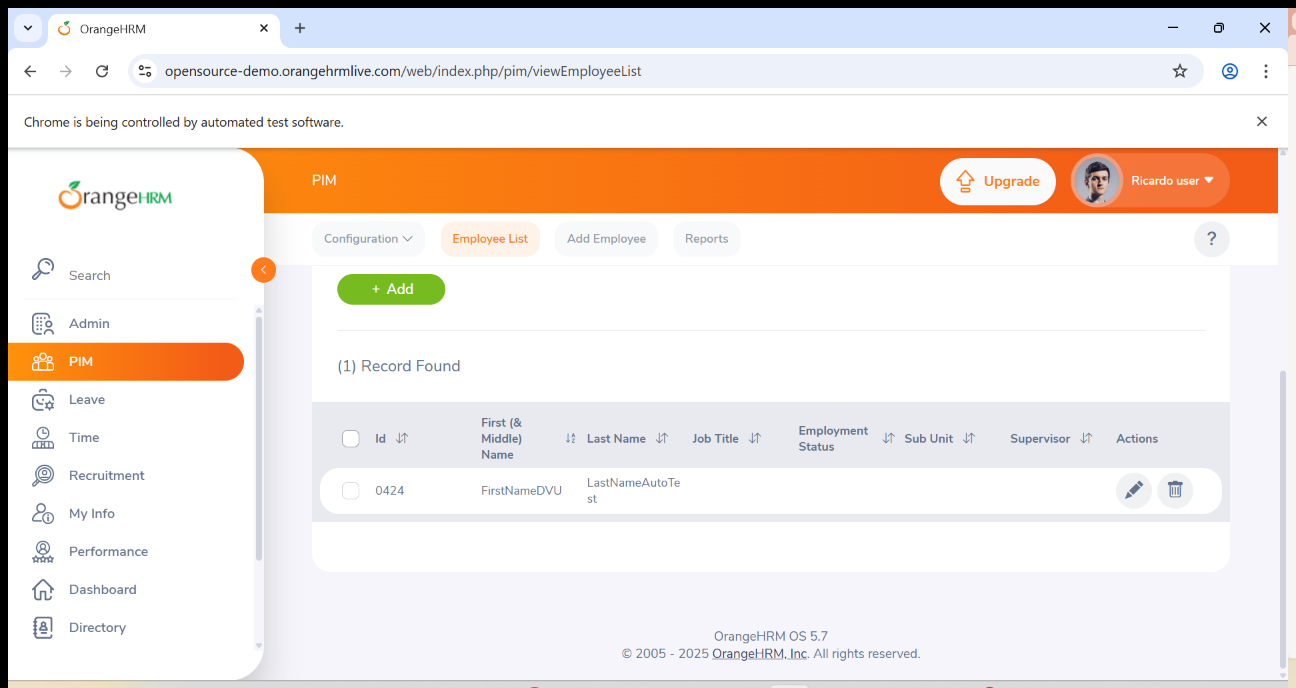 OrangeHRM
opensource-demo.orangehrmlive.com/web/index.php/pim/viewEmployeeList
Chrome is being controlled by automated test software.
OrangeHRM
PIM
Upgrade
Ricardo user
Configuration
Employee List
Add Employee
Reports
?
Search
Admin
PIM
Leave
Time
Recruitment
My Info
Performance
Dashboard
Directory
+ Add
(1) Record Found
Id
First (&
Middle)
Name
Last Name
Job Title
Employment
Status
Sub Unit
Supervisor
Actions
0424
FirstNameDVU
LastNameAutoTe
st
OrangeHRM OS 5.7
© 2005 - 2025 OrangeHRM, Inc. All rights reserved.